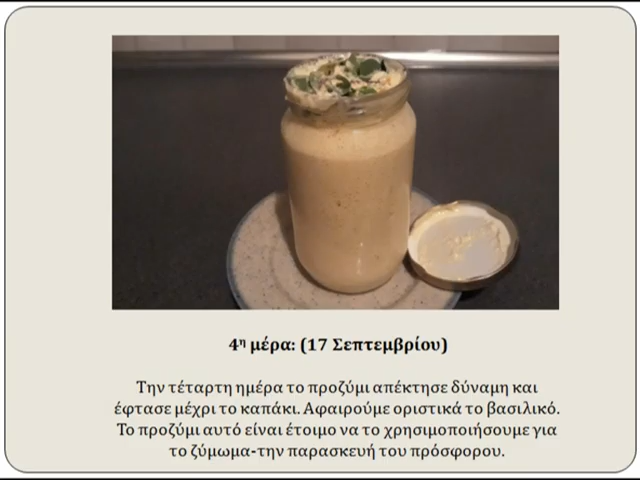 4η μέρα: (17 Σεπτεμβρίου)
Την τέταρτη ημέρα το προζύμι απέκτησε δύναμη και
έφτασε μέχρι το καπάκι. Αφαιρούμε οριστικά το βασιλικό.
Το προζύμι αυτό είναι έτοιμο να το χρησιμοποιήσουμε για
το ζύμωμα-την παρασκευή του πρόσφορου.